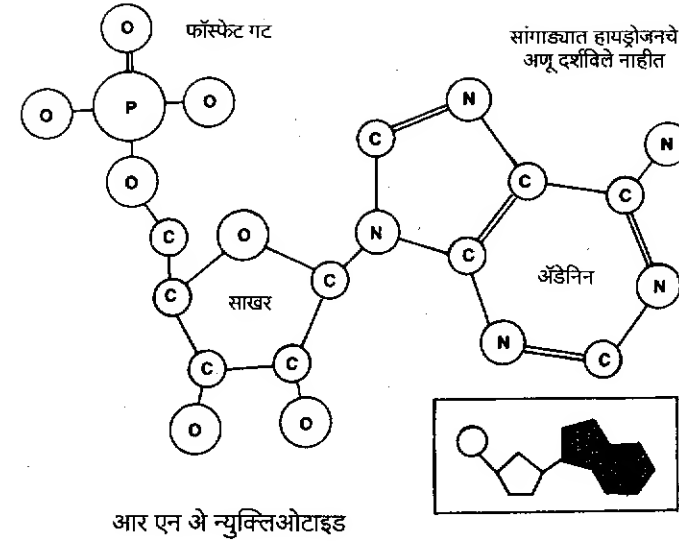 फॉस्फेट गट
सांगाड्यात हायड्रोजनचे
अणू दर्शविले नाहीत
O
O
P
O
N
N
C
O
C
C
C
O
N
C
C
साखर
C
C
ॲडेनिन
N
N
C
C
C
O
O
आर एन अे न्युक्लिओटाइड